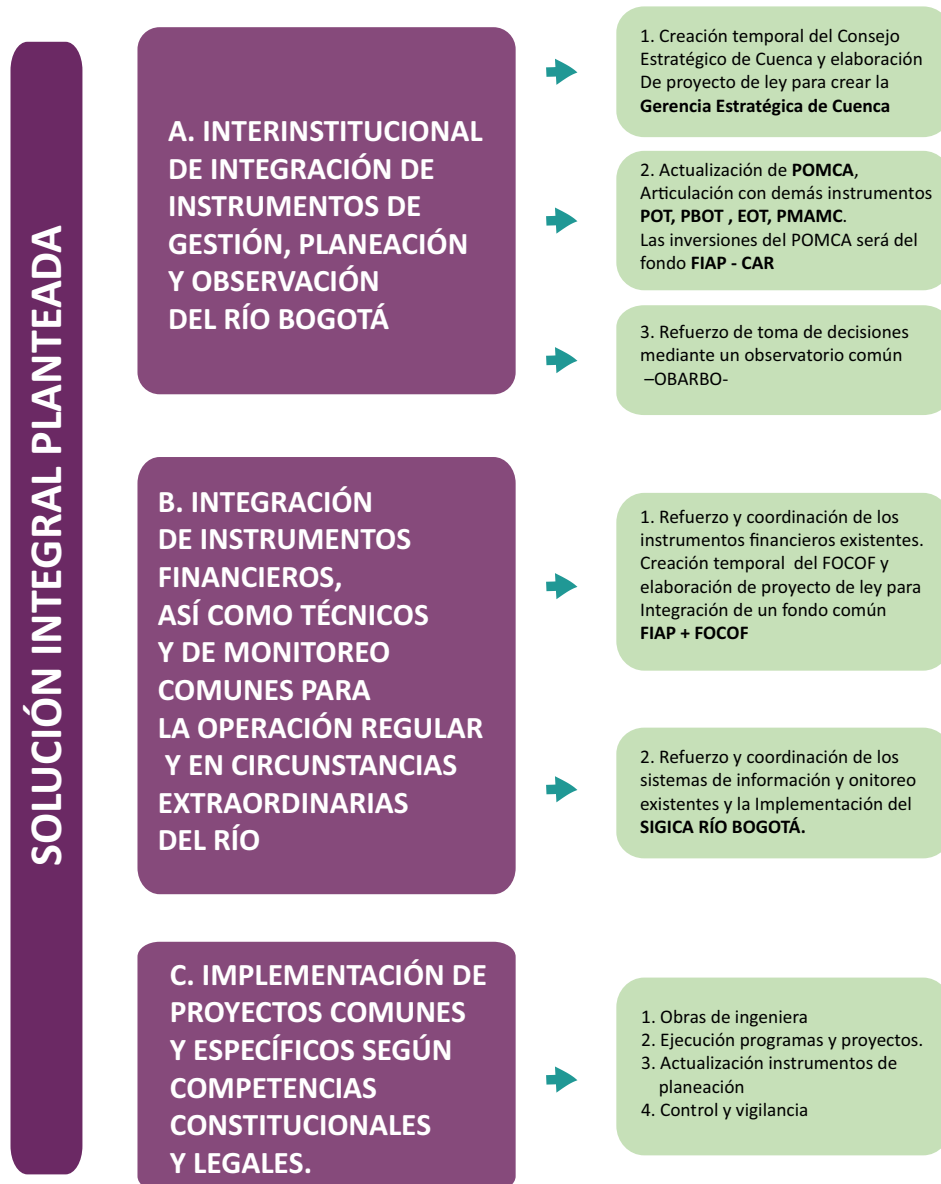 SOLUCIÓN INTEGRAL PLANTEADA
A. INTERINSTITUCIONAL
DE INTEGRACIÓN DE
INSTRUMENTOS DE
GESTIÓN, PLANEACIÓN
Y OBSERVACIÓN
DEL RÍO BOGOTÁ
1. Creación temporal del Consejo
Estratégico de Cuenca y elaboración
De proyecto de ley para crear la
Gerencia Estratégica de Cuenca
2. Actualización de POMCA,
Articulación con demás instrumentos
POT, PBOT , EOT, PMAMC.
Las inversiones del POMCA será del
fondo FIAP - CAR
3. Refuerzo de toma de decisiones
mediante un observatorio común
–OBARBO-
B. INTEGRACIÓN
DE INSTRUMENTOS
FINANCIEROS,
ASÍ COMO TÉCNICOS
Y DE MONITOREO
COMUNES PARA
LA OPERACIÓN REGULAR
Y EN CIRCUNSTANCIAS
EXTRAORDINARIAS
DEL RÍO
1. Refuerzo y coordinación de los
instrumentos financieros existentes.
Creación temporal del FOCOF y
elaboración de proyecto de ley para
Integración de un fondo común
FIAP + FOCOF
2. Refuerzo y coordinación de los
sistemas de información y onitoreo
existentes y la Implementación del
SIGICA RÍO BOGOTÁ.
C. IMPLEMENTACIÓN DE
PROYECTOS COMUNES
Y ESPECÍFICOS SEGÚN
COMPETENCIAS
CONSTITUCIONALES
Y LEGALES.
1. Obras de ingeniera
2. Ejecución programas y proyectos.
3. Actualización instrumentos de
planeación
4. Control y vigilancia